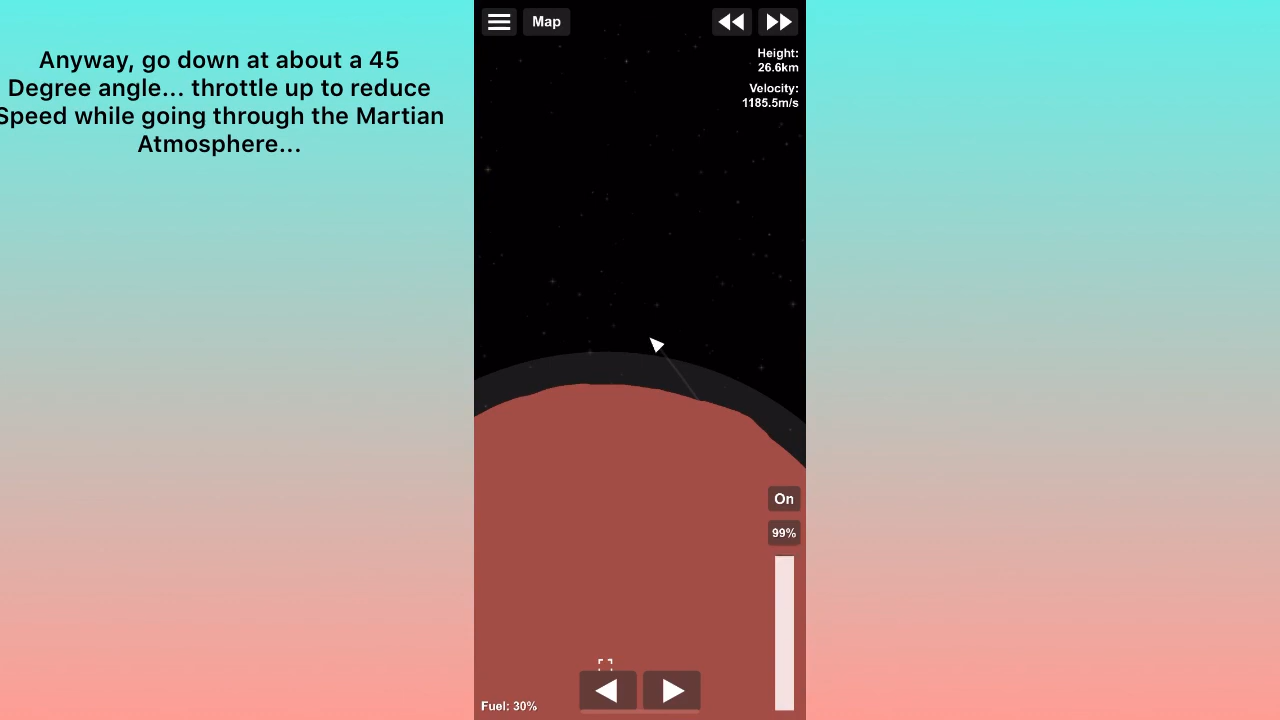 Anyway, go down at about a 45
Degree angle... throttle up to reduce
Speed while going through the Martian
Atmosphere...
Map
Height:
26.6km
Velocity:
1185.5m/s
On
99%
Fuel: 30%